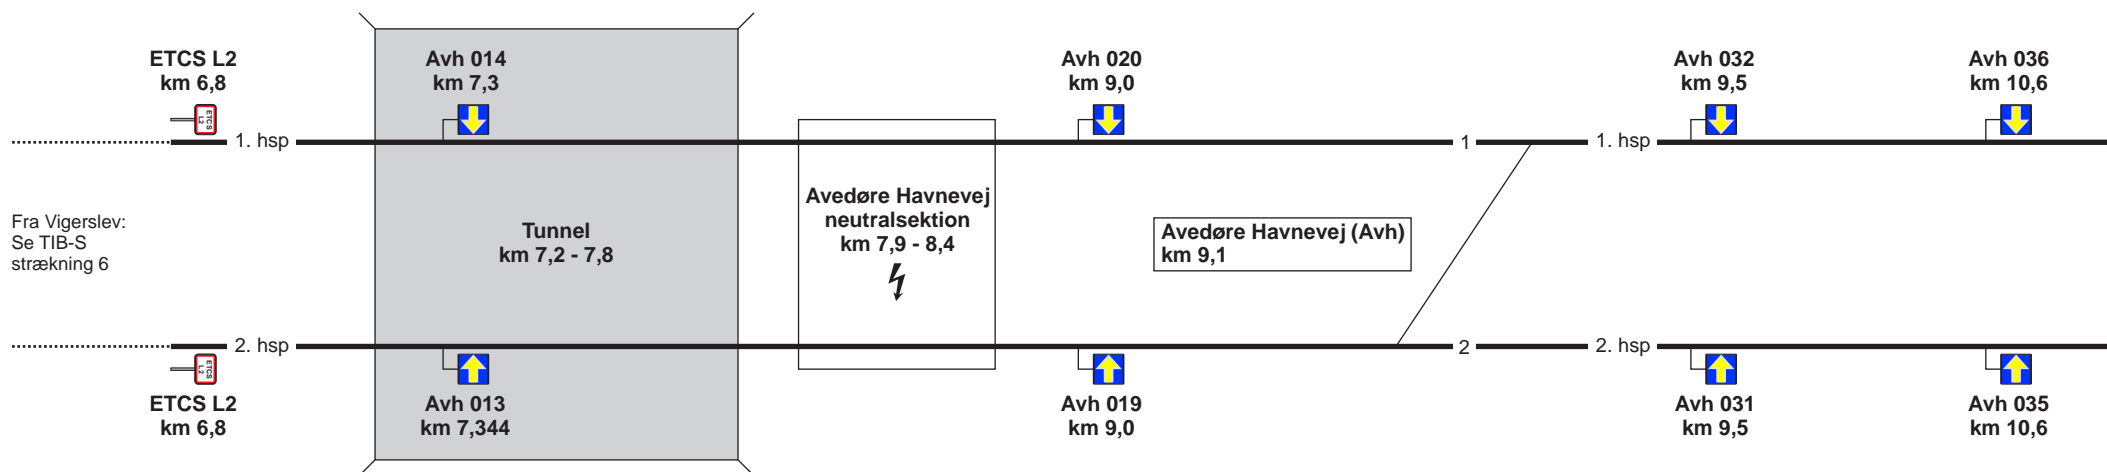 ETCS L2
km 6,8
Avh 014
km 7,3
Avh 020
km 9,0
Avh 032
km 9,5
Avh 036
km 10,6
ETCS
L2
1. hsp
1
1. hsp
Fra Vigerslev:
Se TIB-S
strækning 6
Tunnel
km 7,2 - 7,8
Avedøre Havnevej
neutralsektion
km 7,9 - 8,4
Avedøre Havnevej (Avh)
km 9,1
2. hsp
2
2. hsp
ETCS
L2
ETCS L2
km 6,8
Avh 013
km 7,344
Avh 019
km 9,0
Avh 031
km 9,5
Avh 035
km 10,6